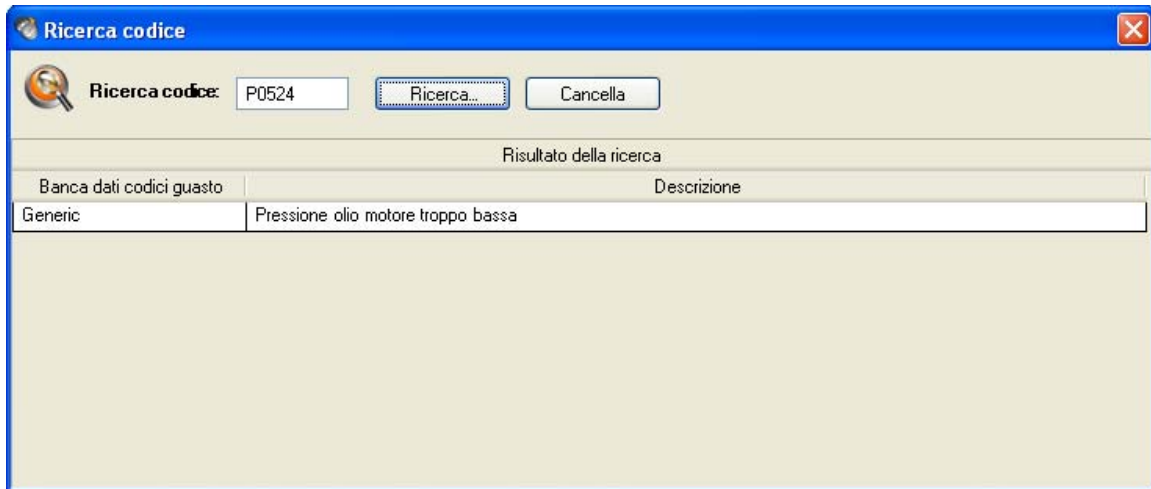 Ricerca codice
Ricerca codice: P0524 Ricerca... Cancella
Risultato della ricerca
Banca dati codici guasto Descrizione
Generic Pressione olio motore troppo bassa